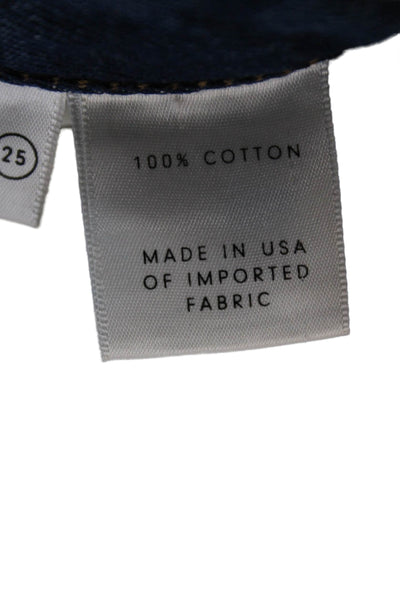 25
100% COTTON
MADE IN USA
OF IMPORTED
FABRIC